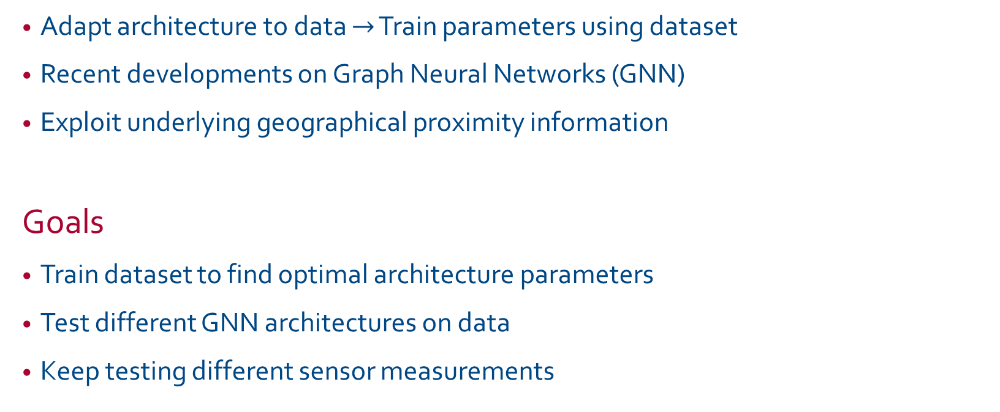 • Adapt architecture to data → Train parameters using dataset
• Recent developments on Graph Neural Networks (GNN)
• Exploit underlying geographical proximity information
Goals
• Train dataset to find optimal architecture parameters
• Test different GNN architectures on data
• Keep testing different sensor measurements